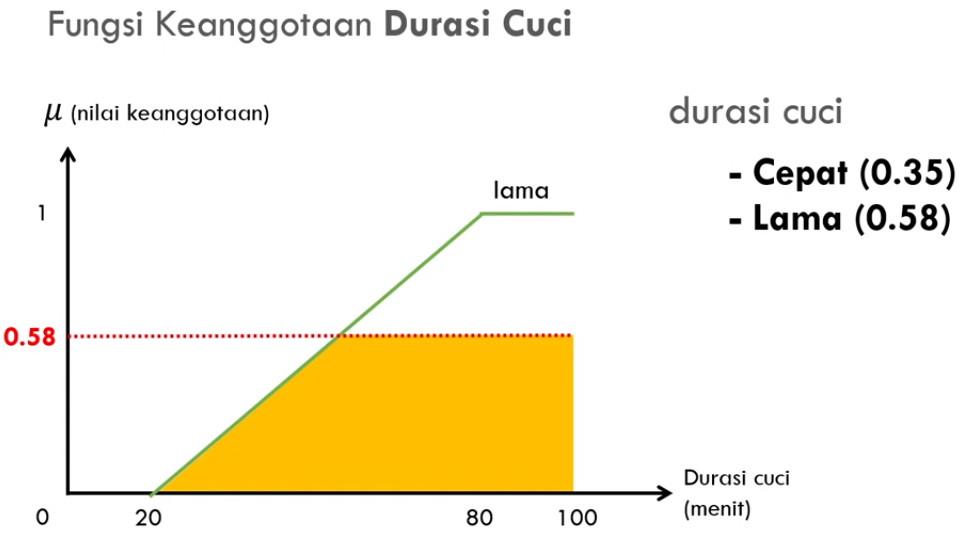 Fungsi Keanggotaan Durasi Cuci
μ (nilai keanggotaan)
durasi cuci
- Cepat (0.35)
- Lama (0.58)
lama
1
0.58
Durasi cuci
(menit)
0 20 80 100